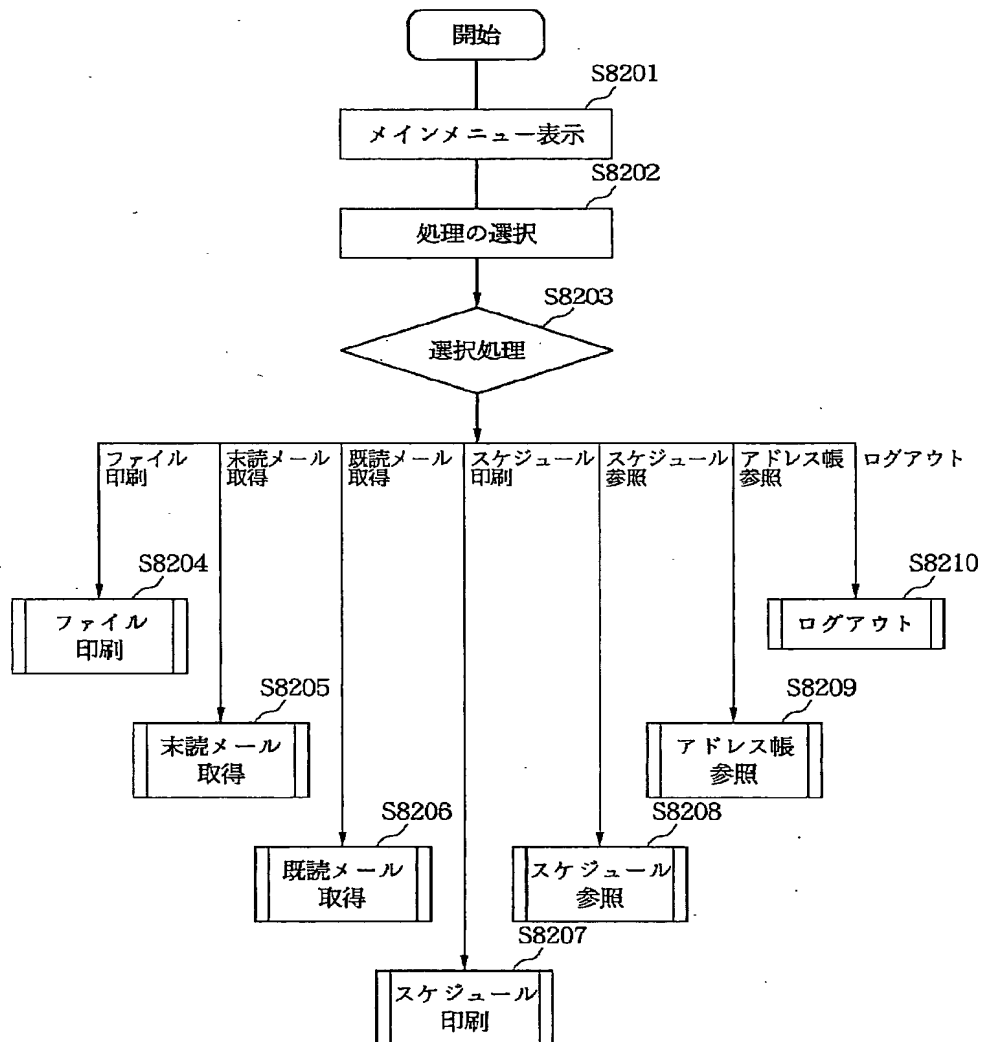 開始
S8201
メインメニュー表示
S8202
処理の選択
S8203
選択処理
ファイル
印刷
末読メール
取得
既読メール
取得
スケジュール
印刷
スケジュール
参照
アドレス帳
参照
ログアウト
S8204
ファイル
印刷
S8210
ログアウト
S8205
末読メール
取得
S8209
アドレス帳
参照
S8206
既読メール
取得
S8208
スケジュール
参照
S8207
スケジュール
印刷